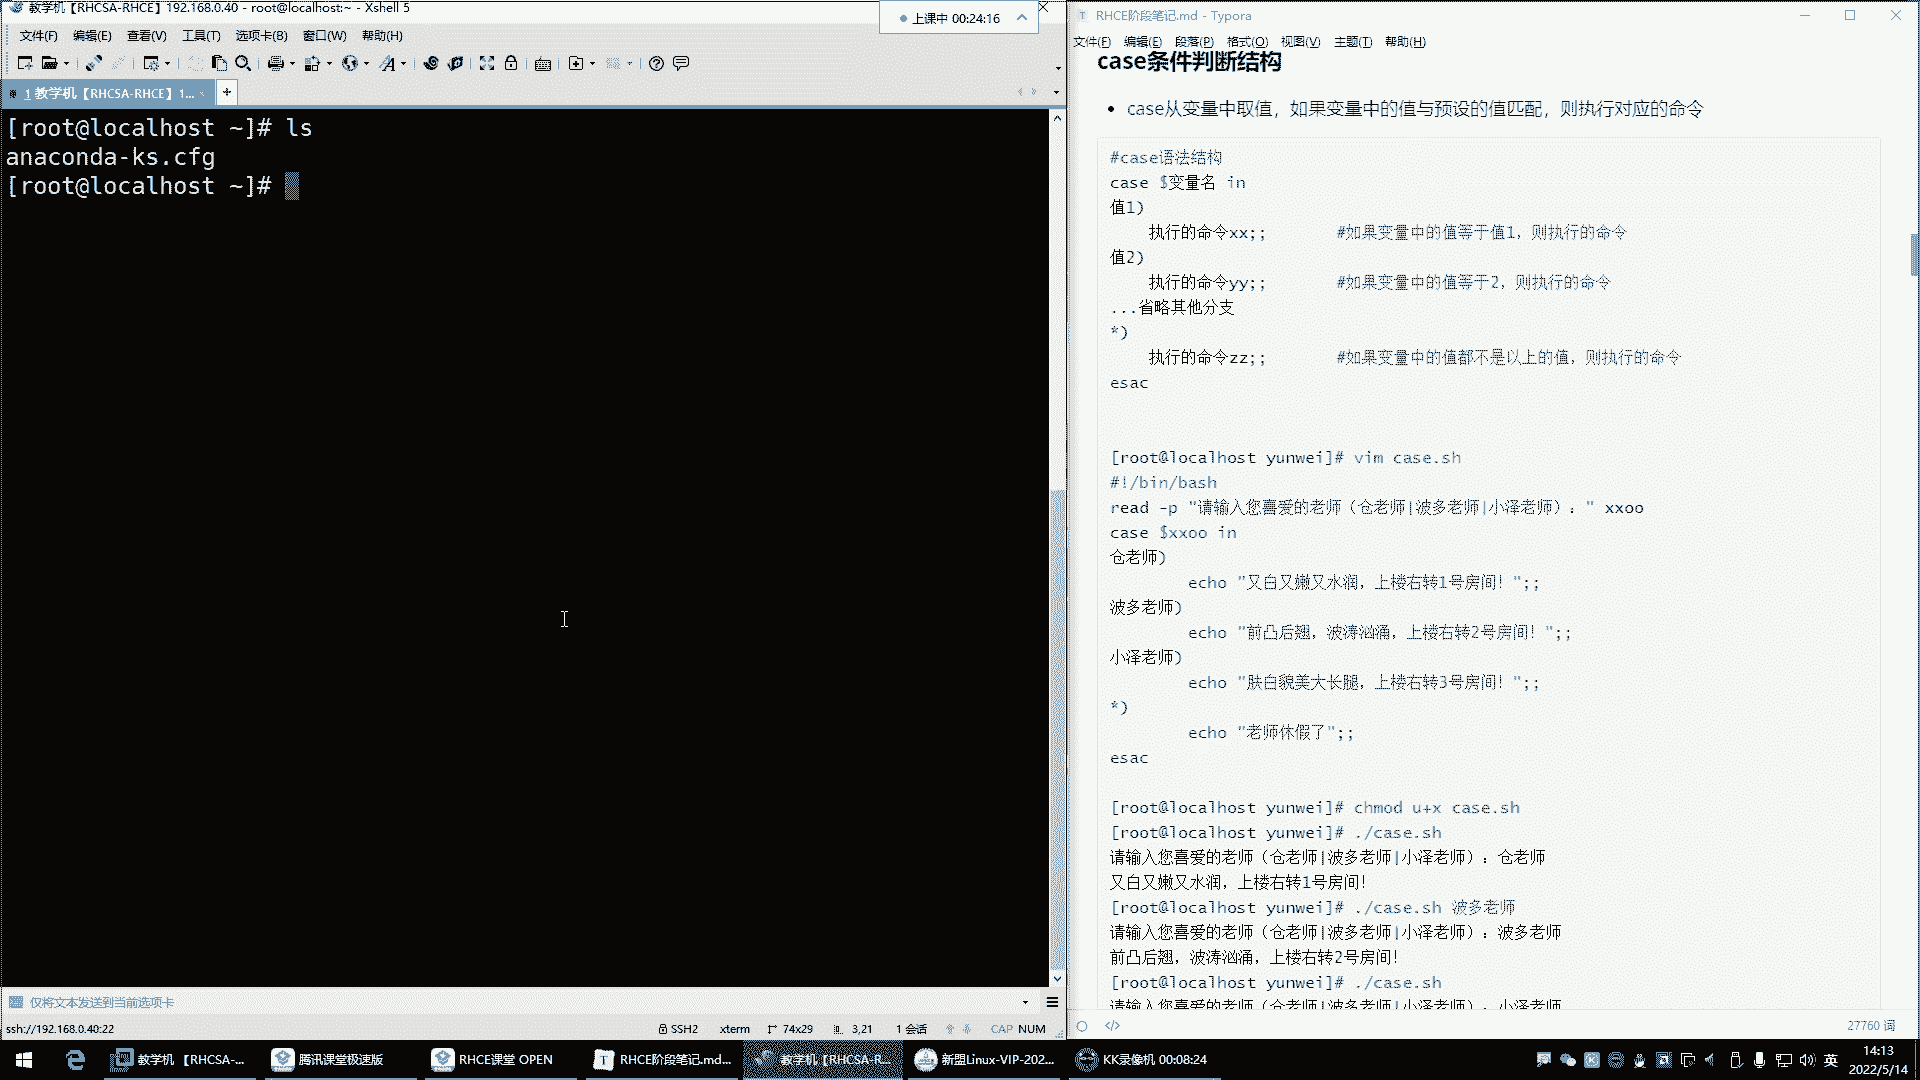 教学机【RHCSA-RHCE】192.168.0.40 - root@localhost:~ - Xshell 5
上课中 00:24:16
文件(F) 编辑(E) 查看(V) 工具(T) 选项卡(B) 窗口(W) 帮助(H)
1 教学机【RHCSA-RHCE】1...
[root@localhost ~]# ls
anaconda-ks.cfg
[root@localhost ~]#
仅将文本发送到当前选项卡
ssh://192.168.0.40:22 SSH2 xterm 74x29 3,21 1 会话 CAP NUM
RHCE阶段笔记.md - Typora
文件(F) 编辑(E) 段落(P) 格式(O) 视图(V) 主题(T) 帮助(H)
case条件判断结构
case从变量中取值，如果变量中的值与预设的值匹配，则执行对应的命令
#case语法结构
case $变量名 in
值1)
执行的命令xx;; #如果变量中的值等于值1，则执行的命令
值2)
执行的命令yy;; #如果变量中的值等于2，则执行的命令
...省略其他分支
*)
执行的命令zz;; #如果变量中的值都不是以上的值，则执行的命令
esac
[root@localhost yunwei]# vim case.sh
#!/bin/bash
read -p "请输入您喜爱的老师（仓老师|波多老师|小泽老师）：" xxoo
case $xxoo in
仓老师)
echo "又白又嫩又水润，上楼右转1号房间！";;
波多老师)
echo "前凸后翘，波涛汹涌，上楼右转2号房间！";;
小泽老师)
echo "肤白貌美大长腿，上楼右转3号房间！";;
*)
echo "老师休假了";;
esac
[root@localhost yunwei]# chmod u+x case.sh
[root@localhost yunwei]# ./case.sh
请输入您喜爱的老师（仓老师|波多老师|小泽老师）：仓老师
又白又嫩又水润，上楼右转1号房间！
[root@localhost yunwei]# ./case.sh 波多老师
请输入您喜爱的老师（仓老师|波多老师|小泽老师）：波多老师
前凸后翘，波涛汹涌，上楼右转2号房间！
[root@localhost yunwei]# ./case.sh
请输入您喜爱的老师（仓老师|波多老师|小泽老师）：小泽老师
27760 词
教学机 【RHCSA-... 腾讯课堂极速版 RHCE课堂 OPEN RHCE阶段笔记.md... 教学机【RHCSA-R... 新盟Linux-VIP-202... KK录像机 00:08:24 英 14:13
2022/5/14